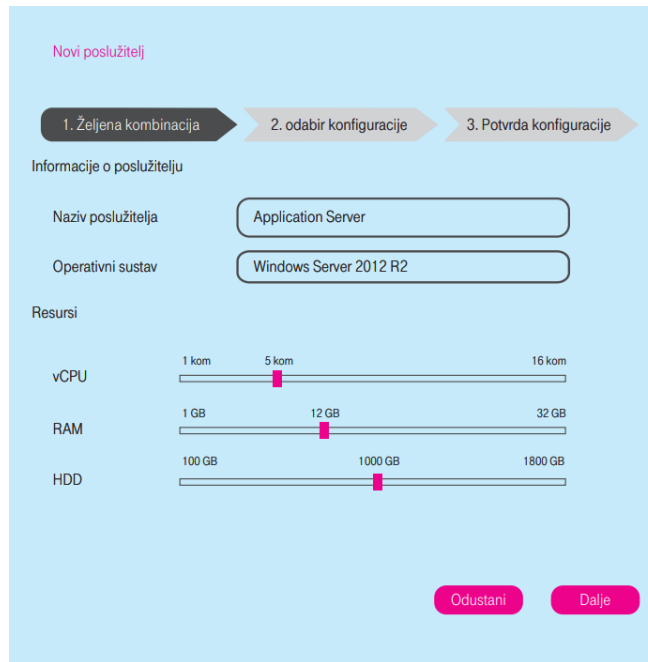 Novi poslužitelj
1. Željena kombinacija 2. odabir konfiguracije 3. Potvrda konfiguracije
Informacije o poslužitelju
Naziv poslužitelja Application Server
Operativni sustav Windows Server 2012 R2
Resursi
1 kom 5 kom 16 kom
vCPU
1 GB 12 GB 32 GB
RAM
100 GB 1000 GB 1800 GB
HDD
Odustani Dalje